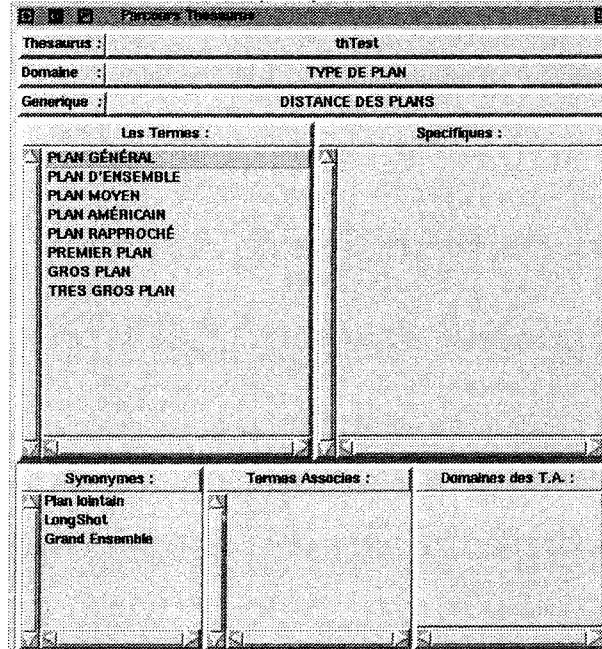 Parcours Thesaurus
Thesaurus : thTest
Domaine : TYPE DE PLAN
Generique : DISTANCE DES PLANS
Les Termes :
PLAN GÉNÉRAL
PLAN D'ENSEMBLE
PLAN MOYEN
PLAN AMÉRICAIN
PLAN RAPPROCHÉ
PREMIER PLAN
GROS PLAN
TRES GROS PLAN
Specifiques :
Synonymes :
Plan lointain
LongShot
Grand Ensemble
Termes Associes :
Domaines des T.A. :